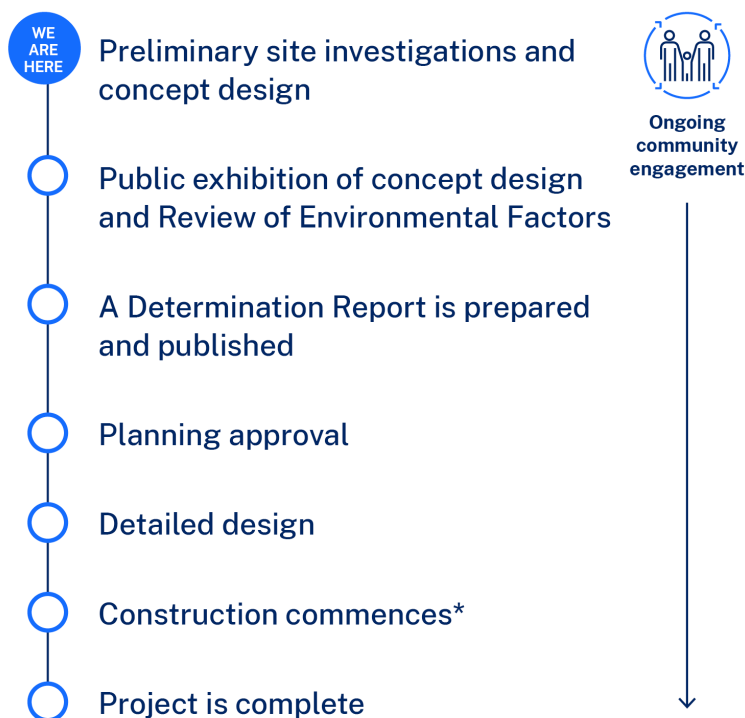 WE
ARE
HERE
Preliminary site investigations and
concept design
Ongoing
community
engagement
Public exhibition of concept design
and Review of Environmental Factors
A Determination Report is prepared
and published
Planning approval
Detailed design
Construction commences*
Project is complete